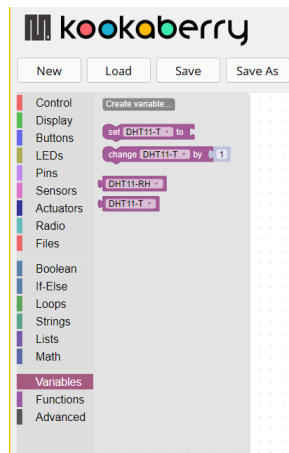 kookaberry
New Load Save Save As
Control
Display
Buttons
LEDs
Pins
Sensors
Actuators
Radio
Files
Boolean
If-Else
Loops
Strings
Lists
Math
Variables
Functions
Advanced
Create variable...
set DHT11-T to
change DHT11-T by 1
DHT11-RH
DHT11-T